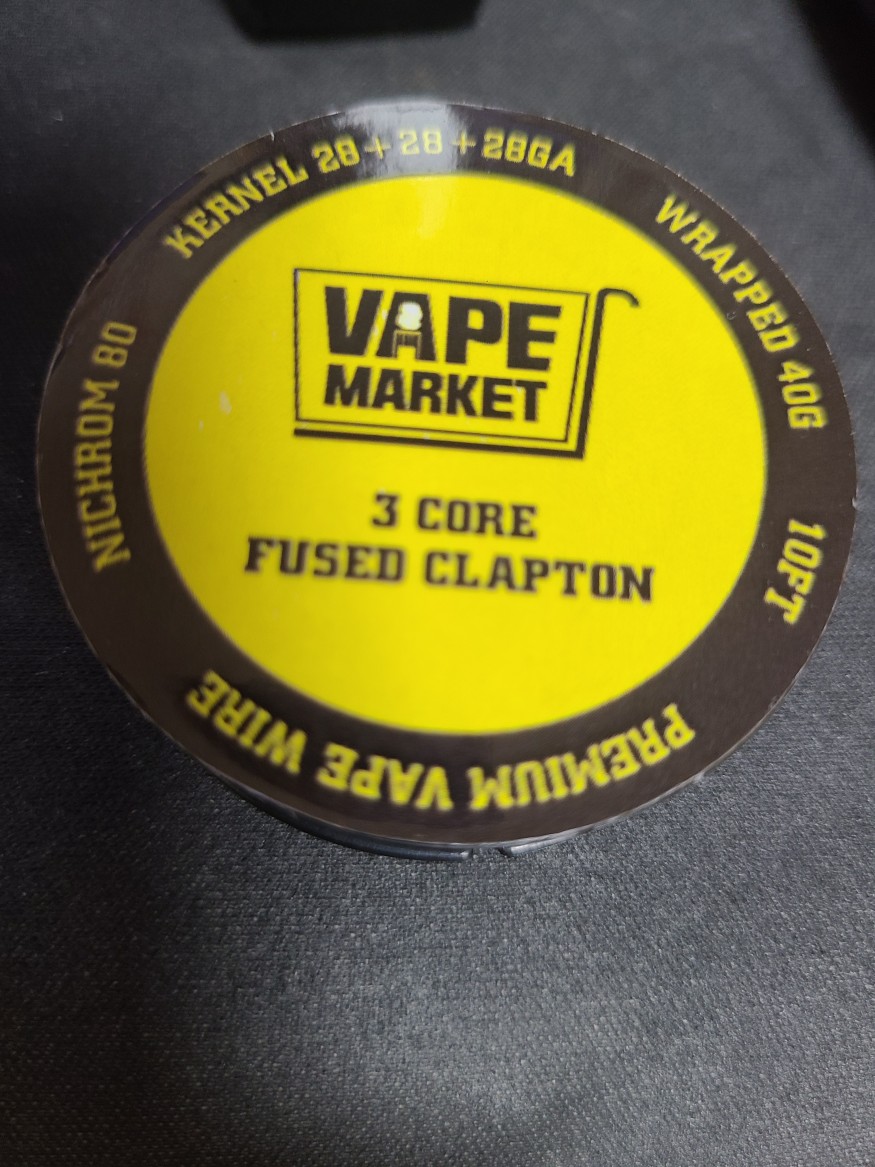 KERNEL 28+28+28GA
WRAPPED 40G
10FT
PREMIUM VAPE WIRE
NICHROM 80
VAPE
MARKET
3 CORE
FUSED CLAPTON